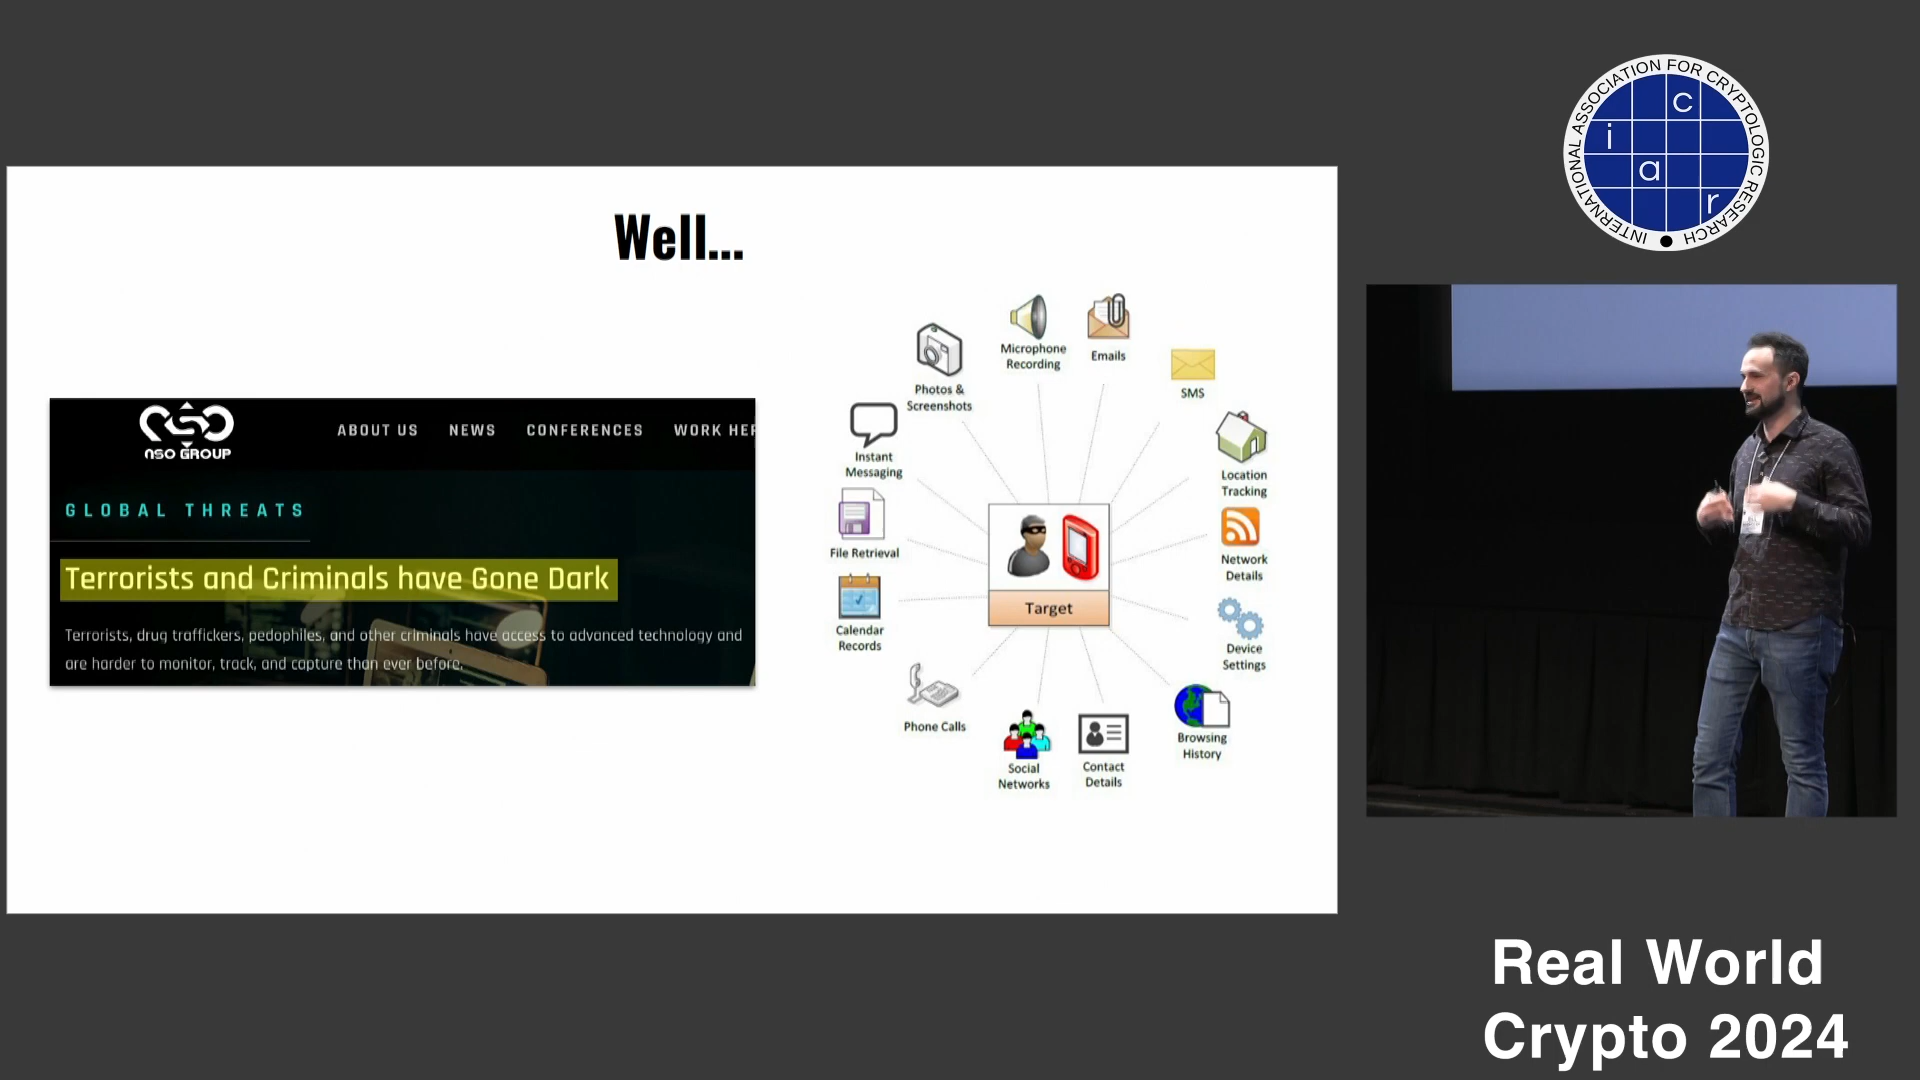 Well...
nso GROUP
ABOUT US NEWS CONFERENCES WORK HER
GLOBAL THREATS
Terrorists and Criminals have Gone Dark
Terrorists, drug traffickers, pedophiles, and other criminals have access to advanced technology and
are harder to monitor, track, and capture than ever before.
Photos &
Screenshots
Microphone
Recording
Emails
SMS
Instant
Messaging
Location
Tracking
File Retrieval
Network
Details
Target
Calendar
Records
Device
Settings
Phone Calls
Social
Networks
Contact
Details
Browsing
History
INTERNATIONAL ASSOCIATION FOR CRYPTOLOGIC RESEARCH
i a c r
Real World
Crypto 2024